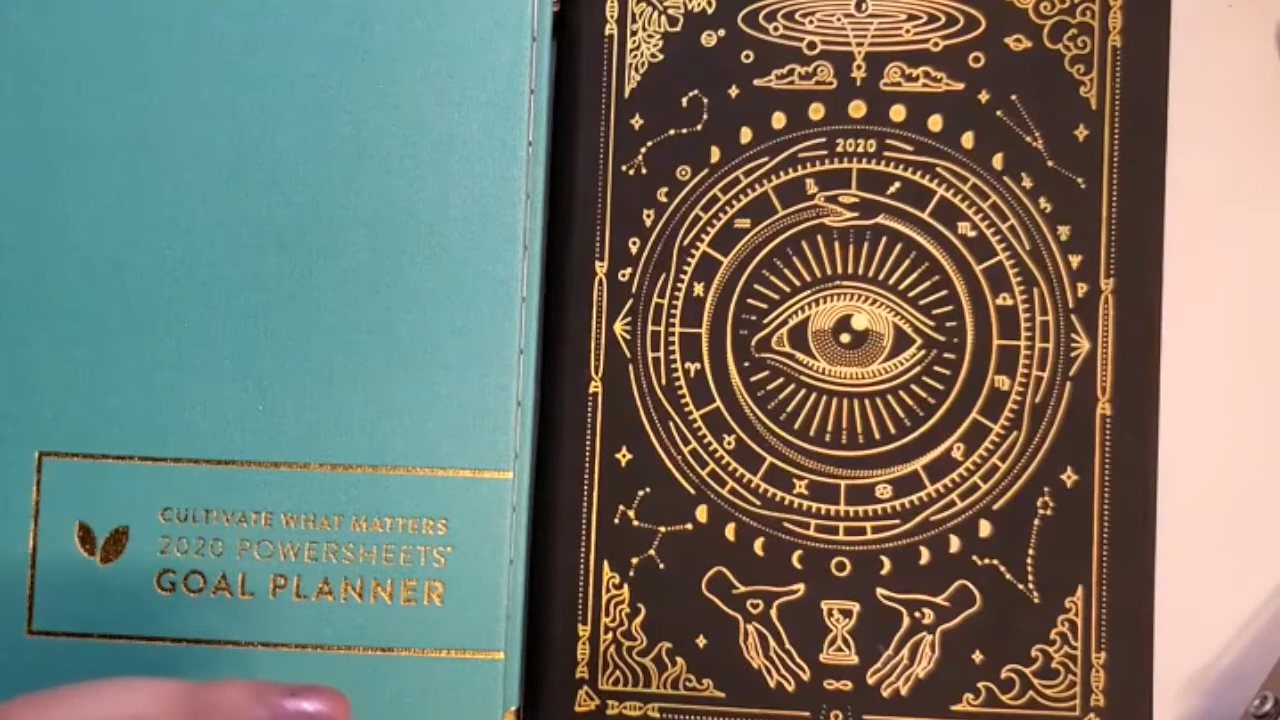 CULTIVATE WHAT MATTERS
2020 POWERSHEETS®
GOAL PLANNER
2020